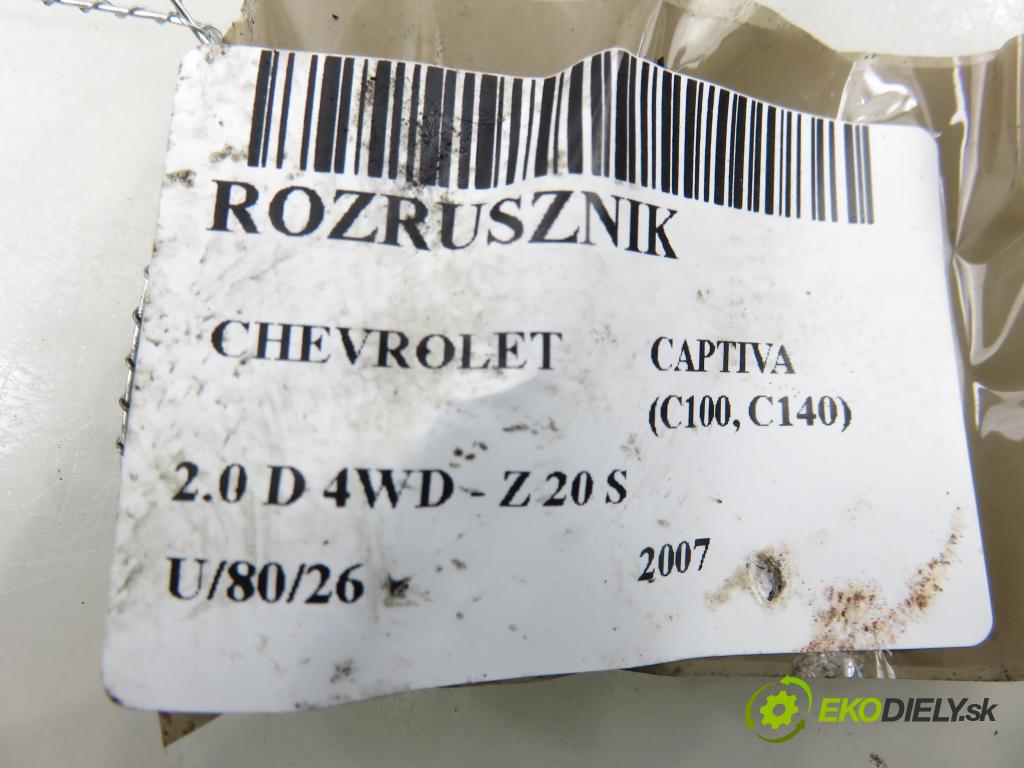 ROZRUSZNIK
CHEVROLET CAPTIVA
(C100, C140)
2.0 D 4WD - Z 20 S
U/80/26 2007
EKODIELY.sk